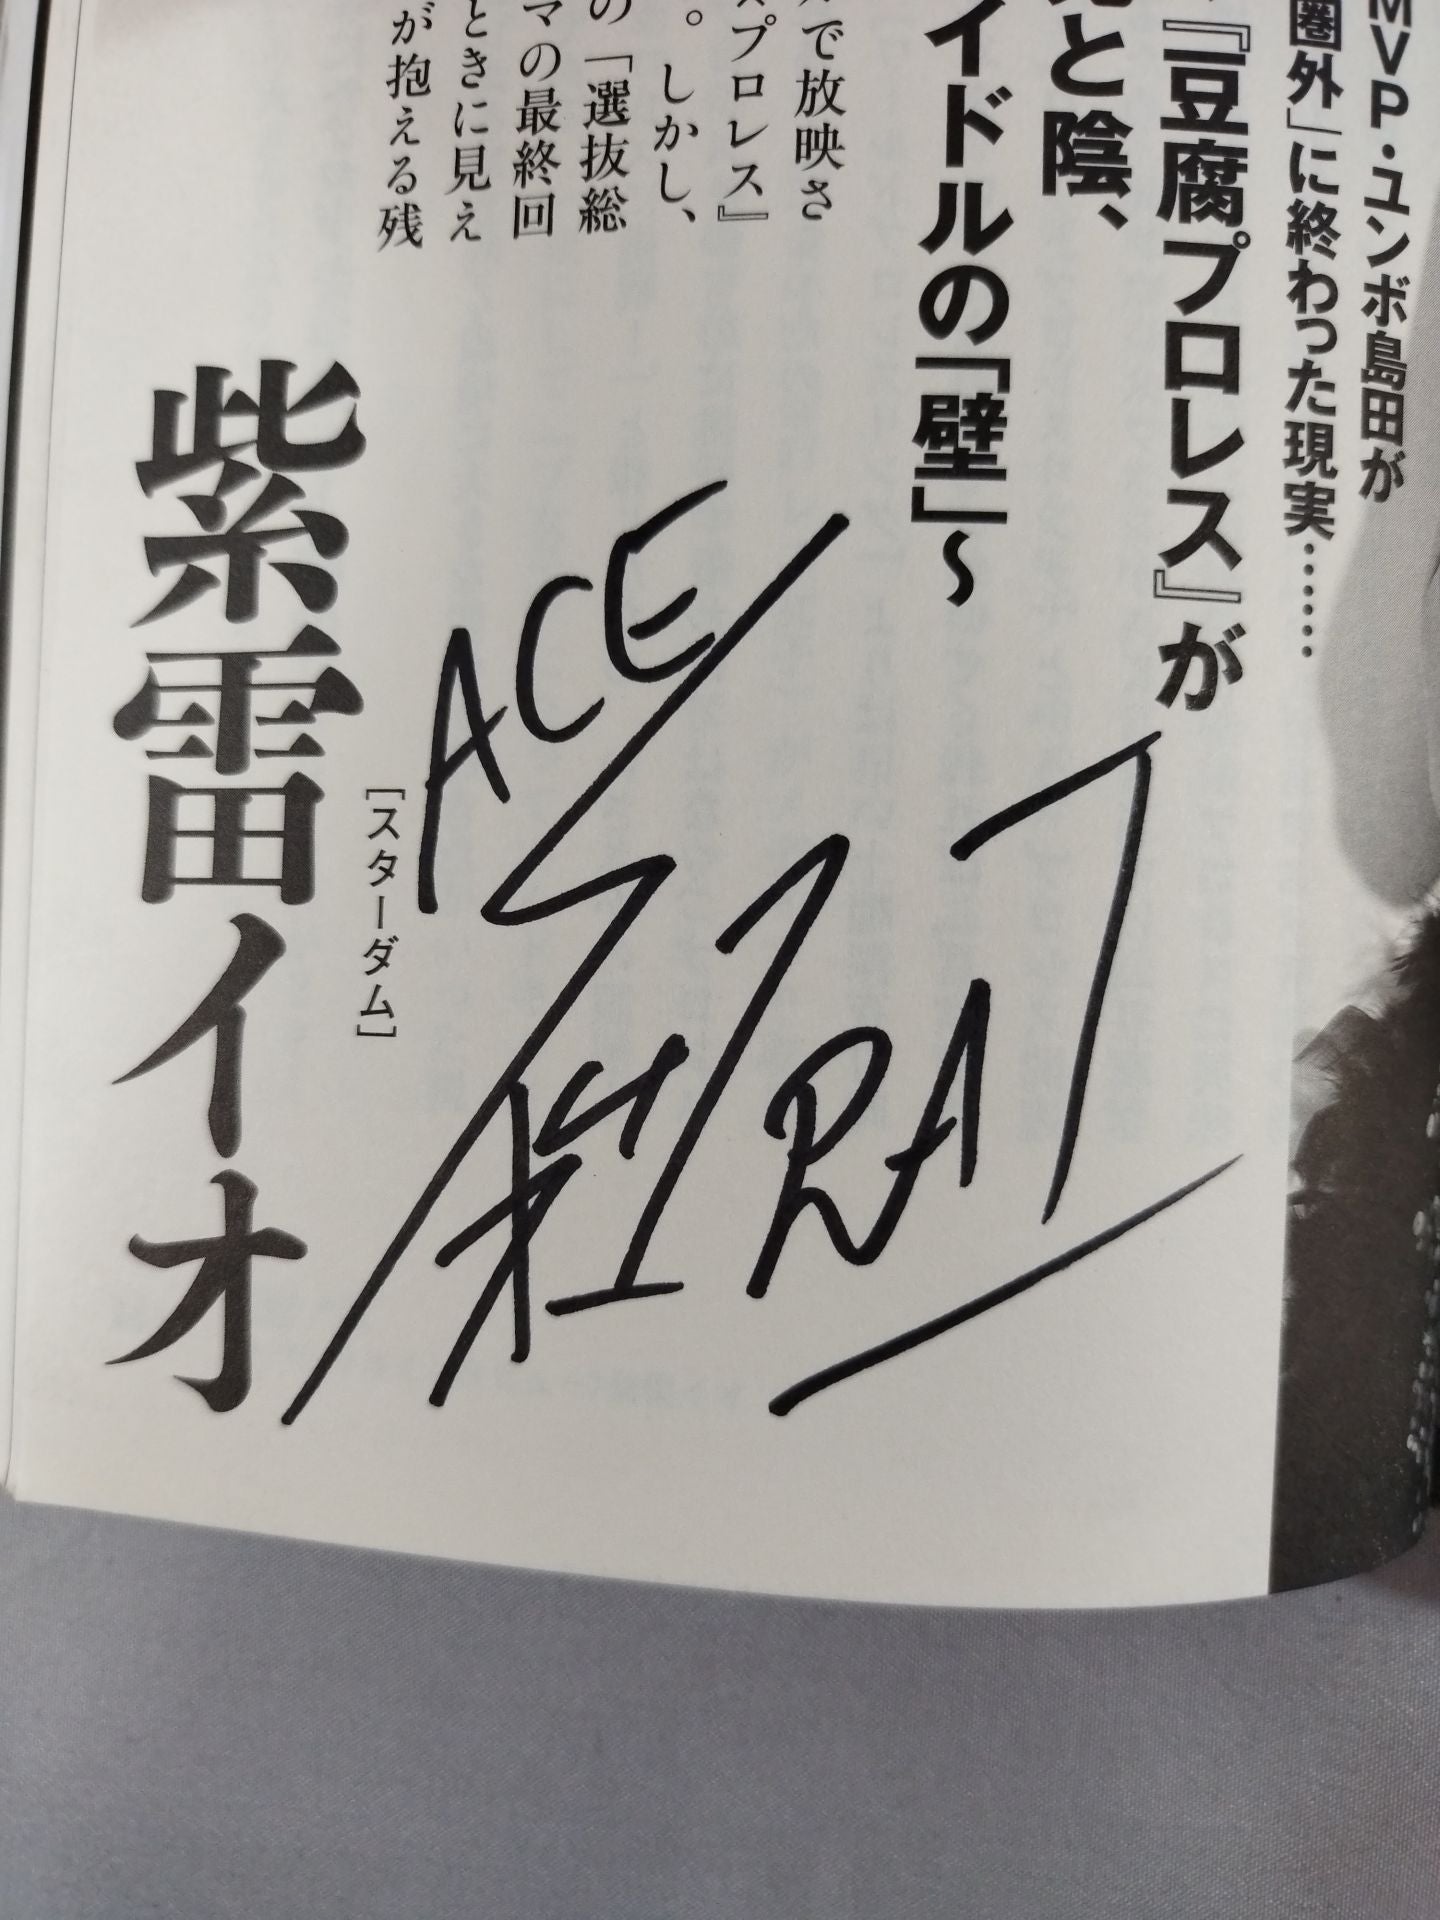 MVP・ユンボ島田が
圏外」に終わった現実……
『豆腐プロレス』が
と陰、
イドルの「壁」～
で放映さ
プロレス』
。しかし、
の「選抜総
マの最終回
ときに見え
が抱える残
[スターダム]
紫雷イオ
ACE